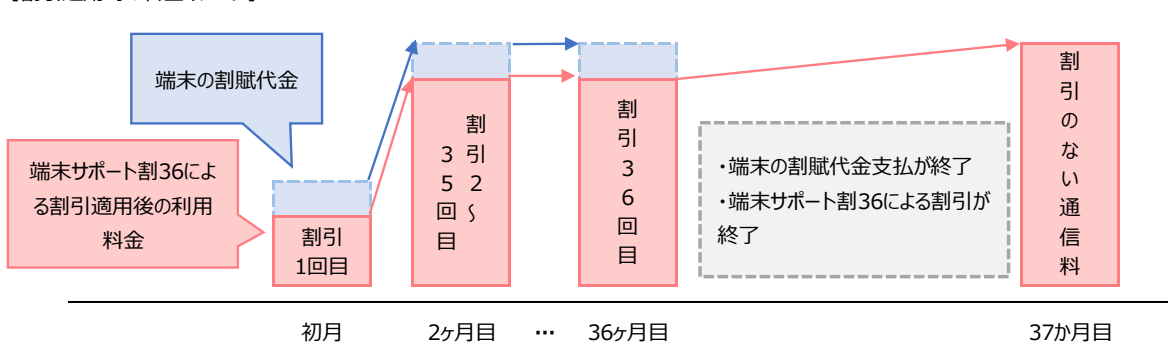 端末の割賦代金
端末サポート割36によ
る割引適用後の利用
料金
割引
1回目
割引2~
35回目
割引36回目
・端末の割賦代金支払が終了
・端末サポート割36による割引が
終了
割引のない通信料
初月
2ヶ月目
…
36ヶ月目
37か月目